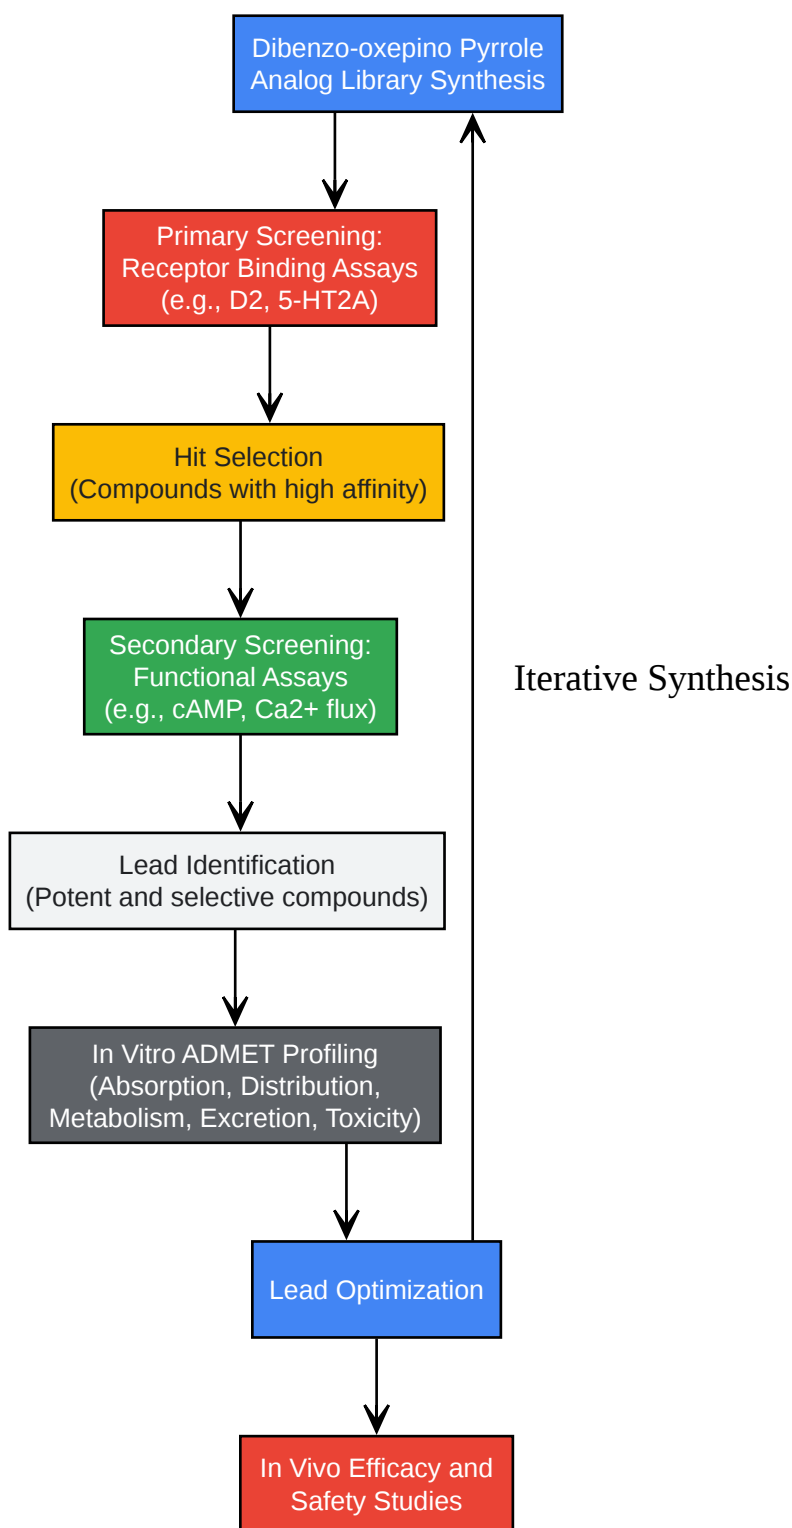 Dibenzo-oxepino Pyrrole
Analog Library Synthesis
Primary Screening:
Receptor Binding Assays
(e.g., D2, 5-HT2A)
Hit Selection
(Compounds with high affinity)
Secondary Screening:
Functional Assays
(e.g., cAMP, Ca2+ flux)
Iterative Synthesis
Lead Identification
(Potent and selective compounds)
In Vitro ADMET Profiling
(Absorption, Distribution,
Metabolism, Excretion, Toxicity)
Lead Optimization
In Vivo Efficacy and
Safety Studies